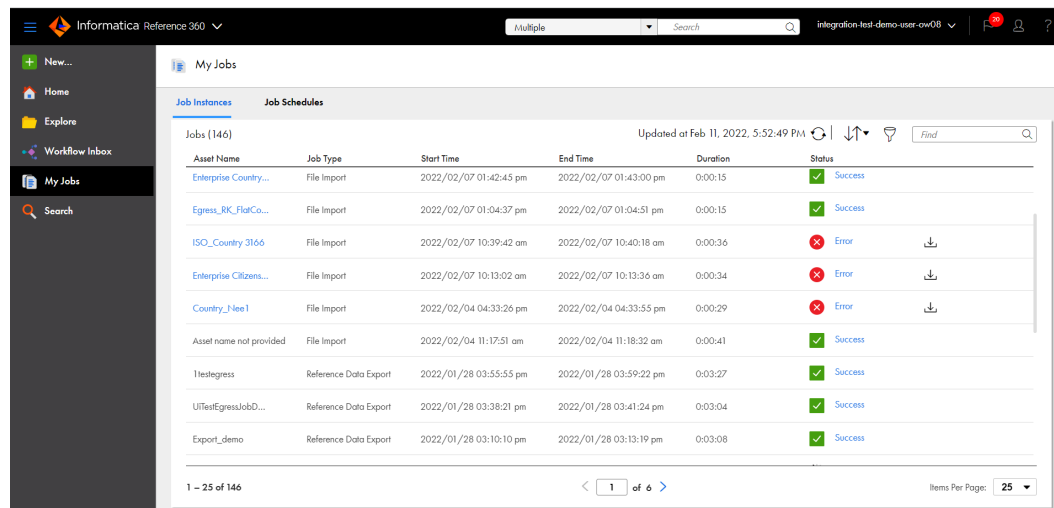 Informatica Reference 360
Multiple
Search
integration-test-demo-user-ow08
20
?
New...
Home
Explore
Workflow Inbox
My Jobs
Search
My Jobs
Job Instances Job Schedules
Jobs (146) Updated at Feb 11, 2022, 5:52:49 PM Find
Asset Name Job Type Start Time End Time Duration Status
Enterprise Country... File Import 2022/02/07 01:42:45 pm 2022/02/07 01:43:00 pm 0:00:15 Success
Egress_RK_FlatCo... File Import 2022/02/07 01:04:37 pm 2022/02/07 01:04:51 pm 0:00:15 Success
ISO_Country 3166 File Import 2022/02/07 10:39:42 am 2022/02/07 10:40:18 am 0:00:36 Error
Enterprise Citizens... File Import 2022/02/07 10:13:02 am 2022/02/07 10:13:36 am 0:00:34 Error
Country_Nee1 File Import 2022/02/04 04:33:26 pm 2022/02/04 04:33:55 pm 0:00:29 Error
Asset name not provided File Import 2022/02/04 11:17:51 am 2022/02/04 11:18:32 am 0:00:41 Success
1testegress Reference Data Export 2022/01/28 03:55:55 pm 2022/01/28 03:59:22 pm 0:03:27 Success
UiTestEgressJobD... Reference Data Export 2022/01/28 03:38:21 pm 2022/01/28 03:41:24 pm 0:03:04 Success
Export_demo Reference Data Export 2022/01/28 03:10:10 pm 2022/01/28 03:13:19 pm 0:03:08 Success
1 – 25 of 146 1 of 6 Items Per Page: 25